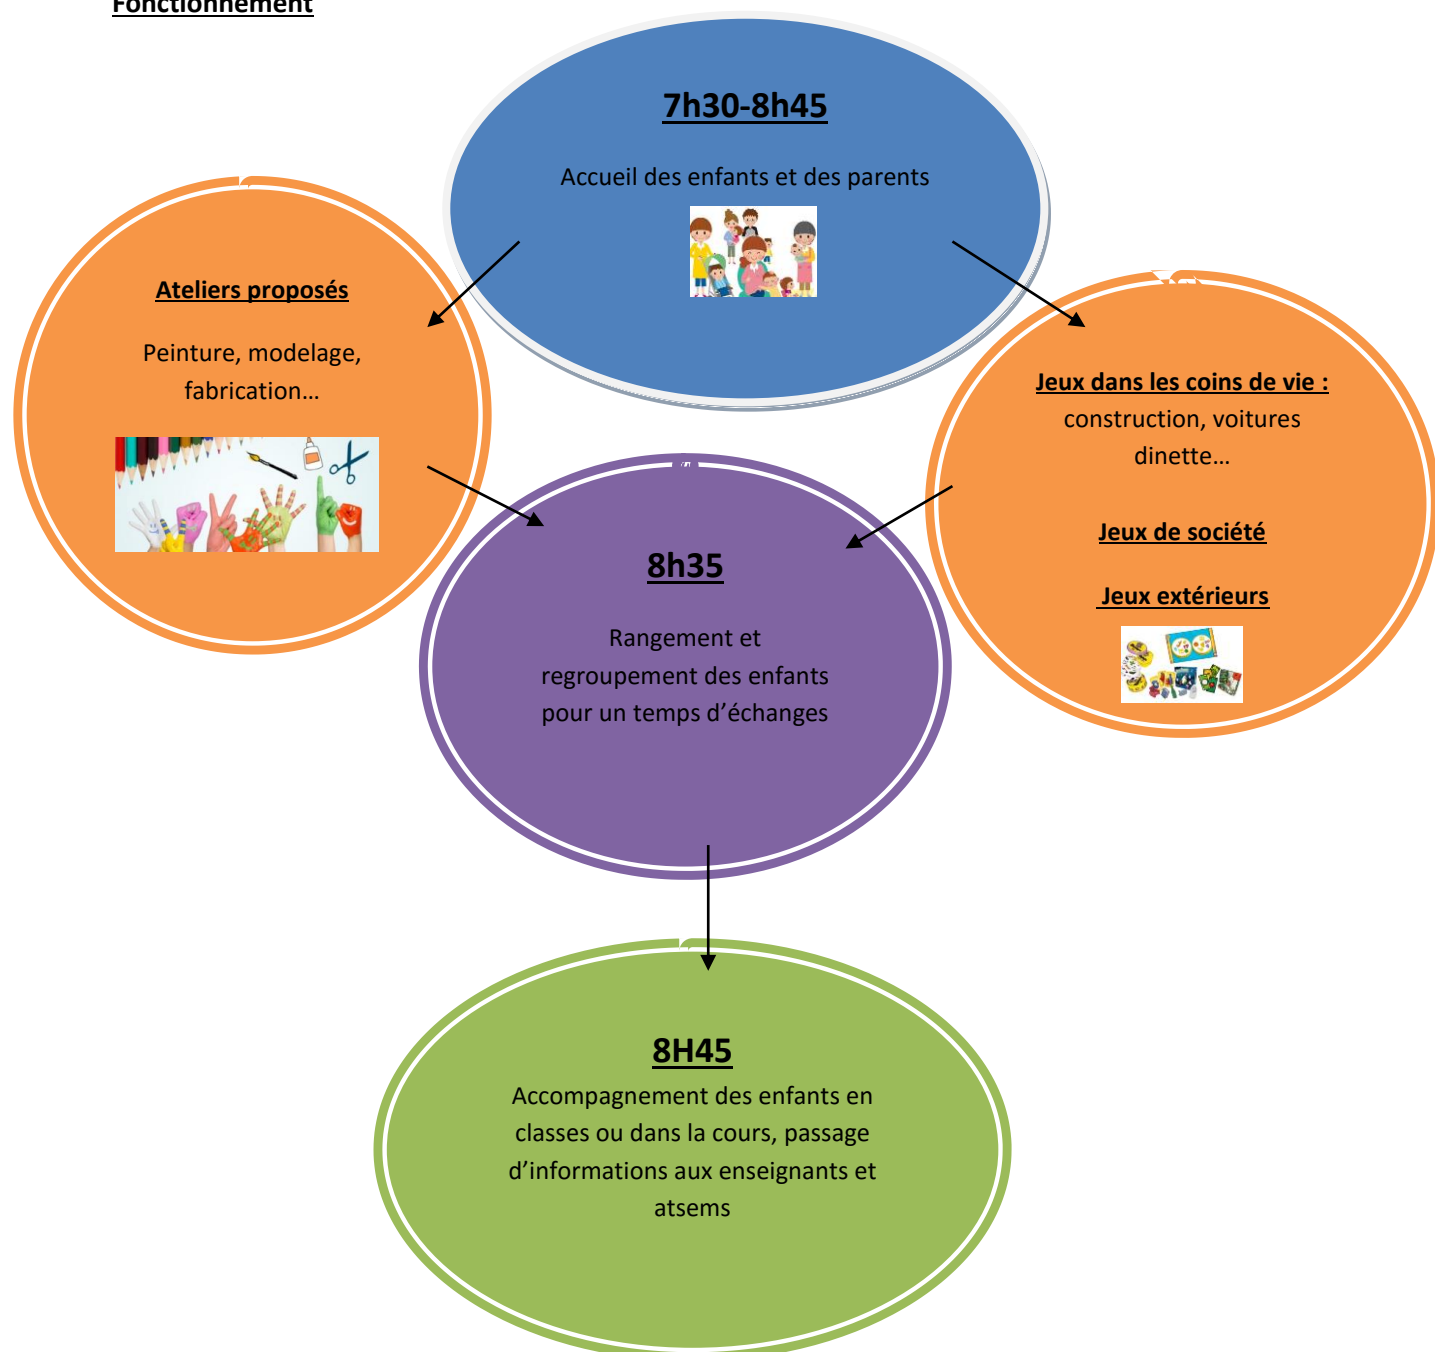 Fonctionnement
7h30-8h45
Accueil des enfants et des parents
Ateliers proposés
Peinture, modelage,
fabrication…
Jeux dans les coins de vie :
construction, voitures
dinette…
Jeux de société
Jeux extérieurs
8h35
Rangement et
regroupement des enfants
pour un temps d’échanges
8H45
Accompagnement des enfants en
classes ou dans la cours, passage
d’informations aux enseignants et
atsems